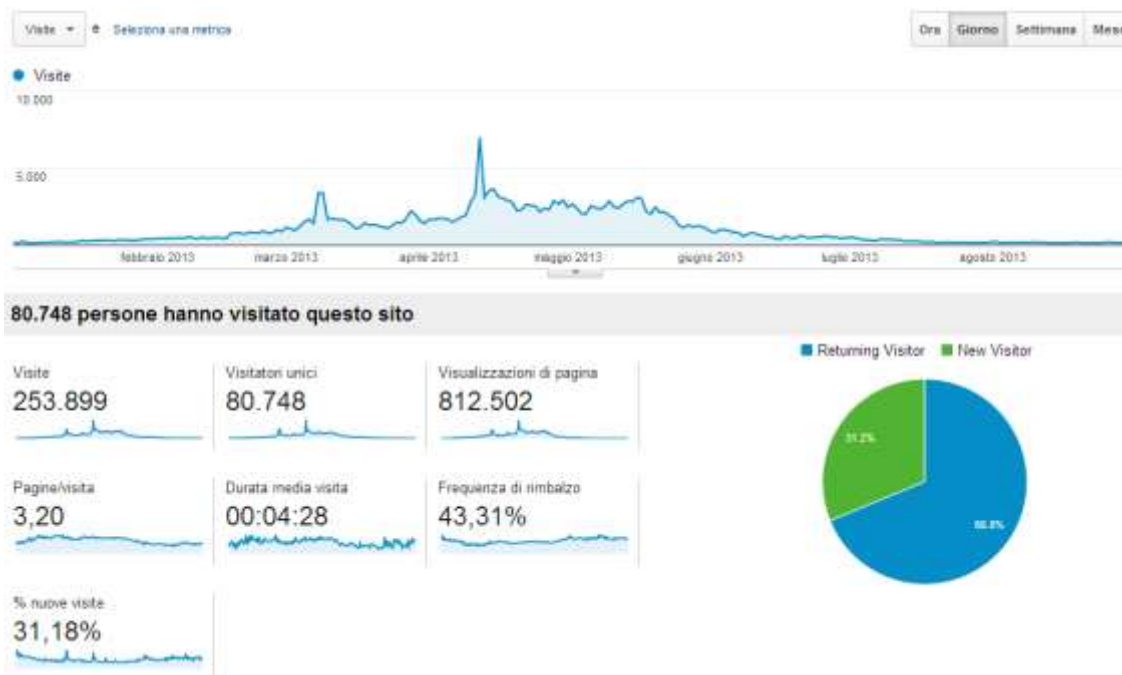 Visite e Seleziona una metrica Ora Giorno Settimana Mese
Visite
10.000
5.000
febbraio 2013 marzo 2013 aprile 2013 maggio 2013 giugno 2013 luglio 2013 agosto 2013
80.748 persone hanno visitato questo sito
Returning Visitor New Visitor
Visite Visitatori unici Visualizzazioni di pagina
253.899 80.748 812.502
31.2%
68.8%
Pagine/visita Durata media visita Frequenza di rimbalzo
3,20 00:04:28 43,31%
% nuove visite
31,18%